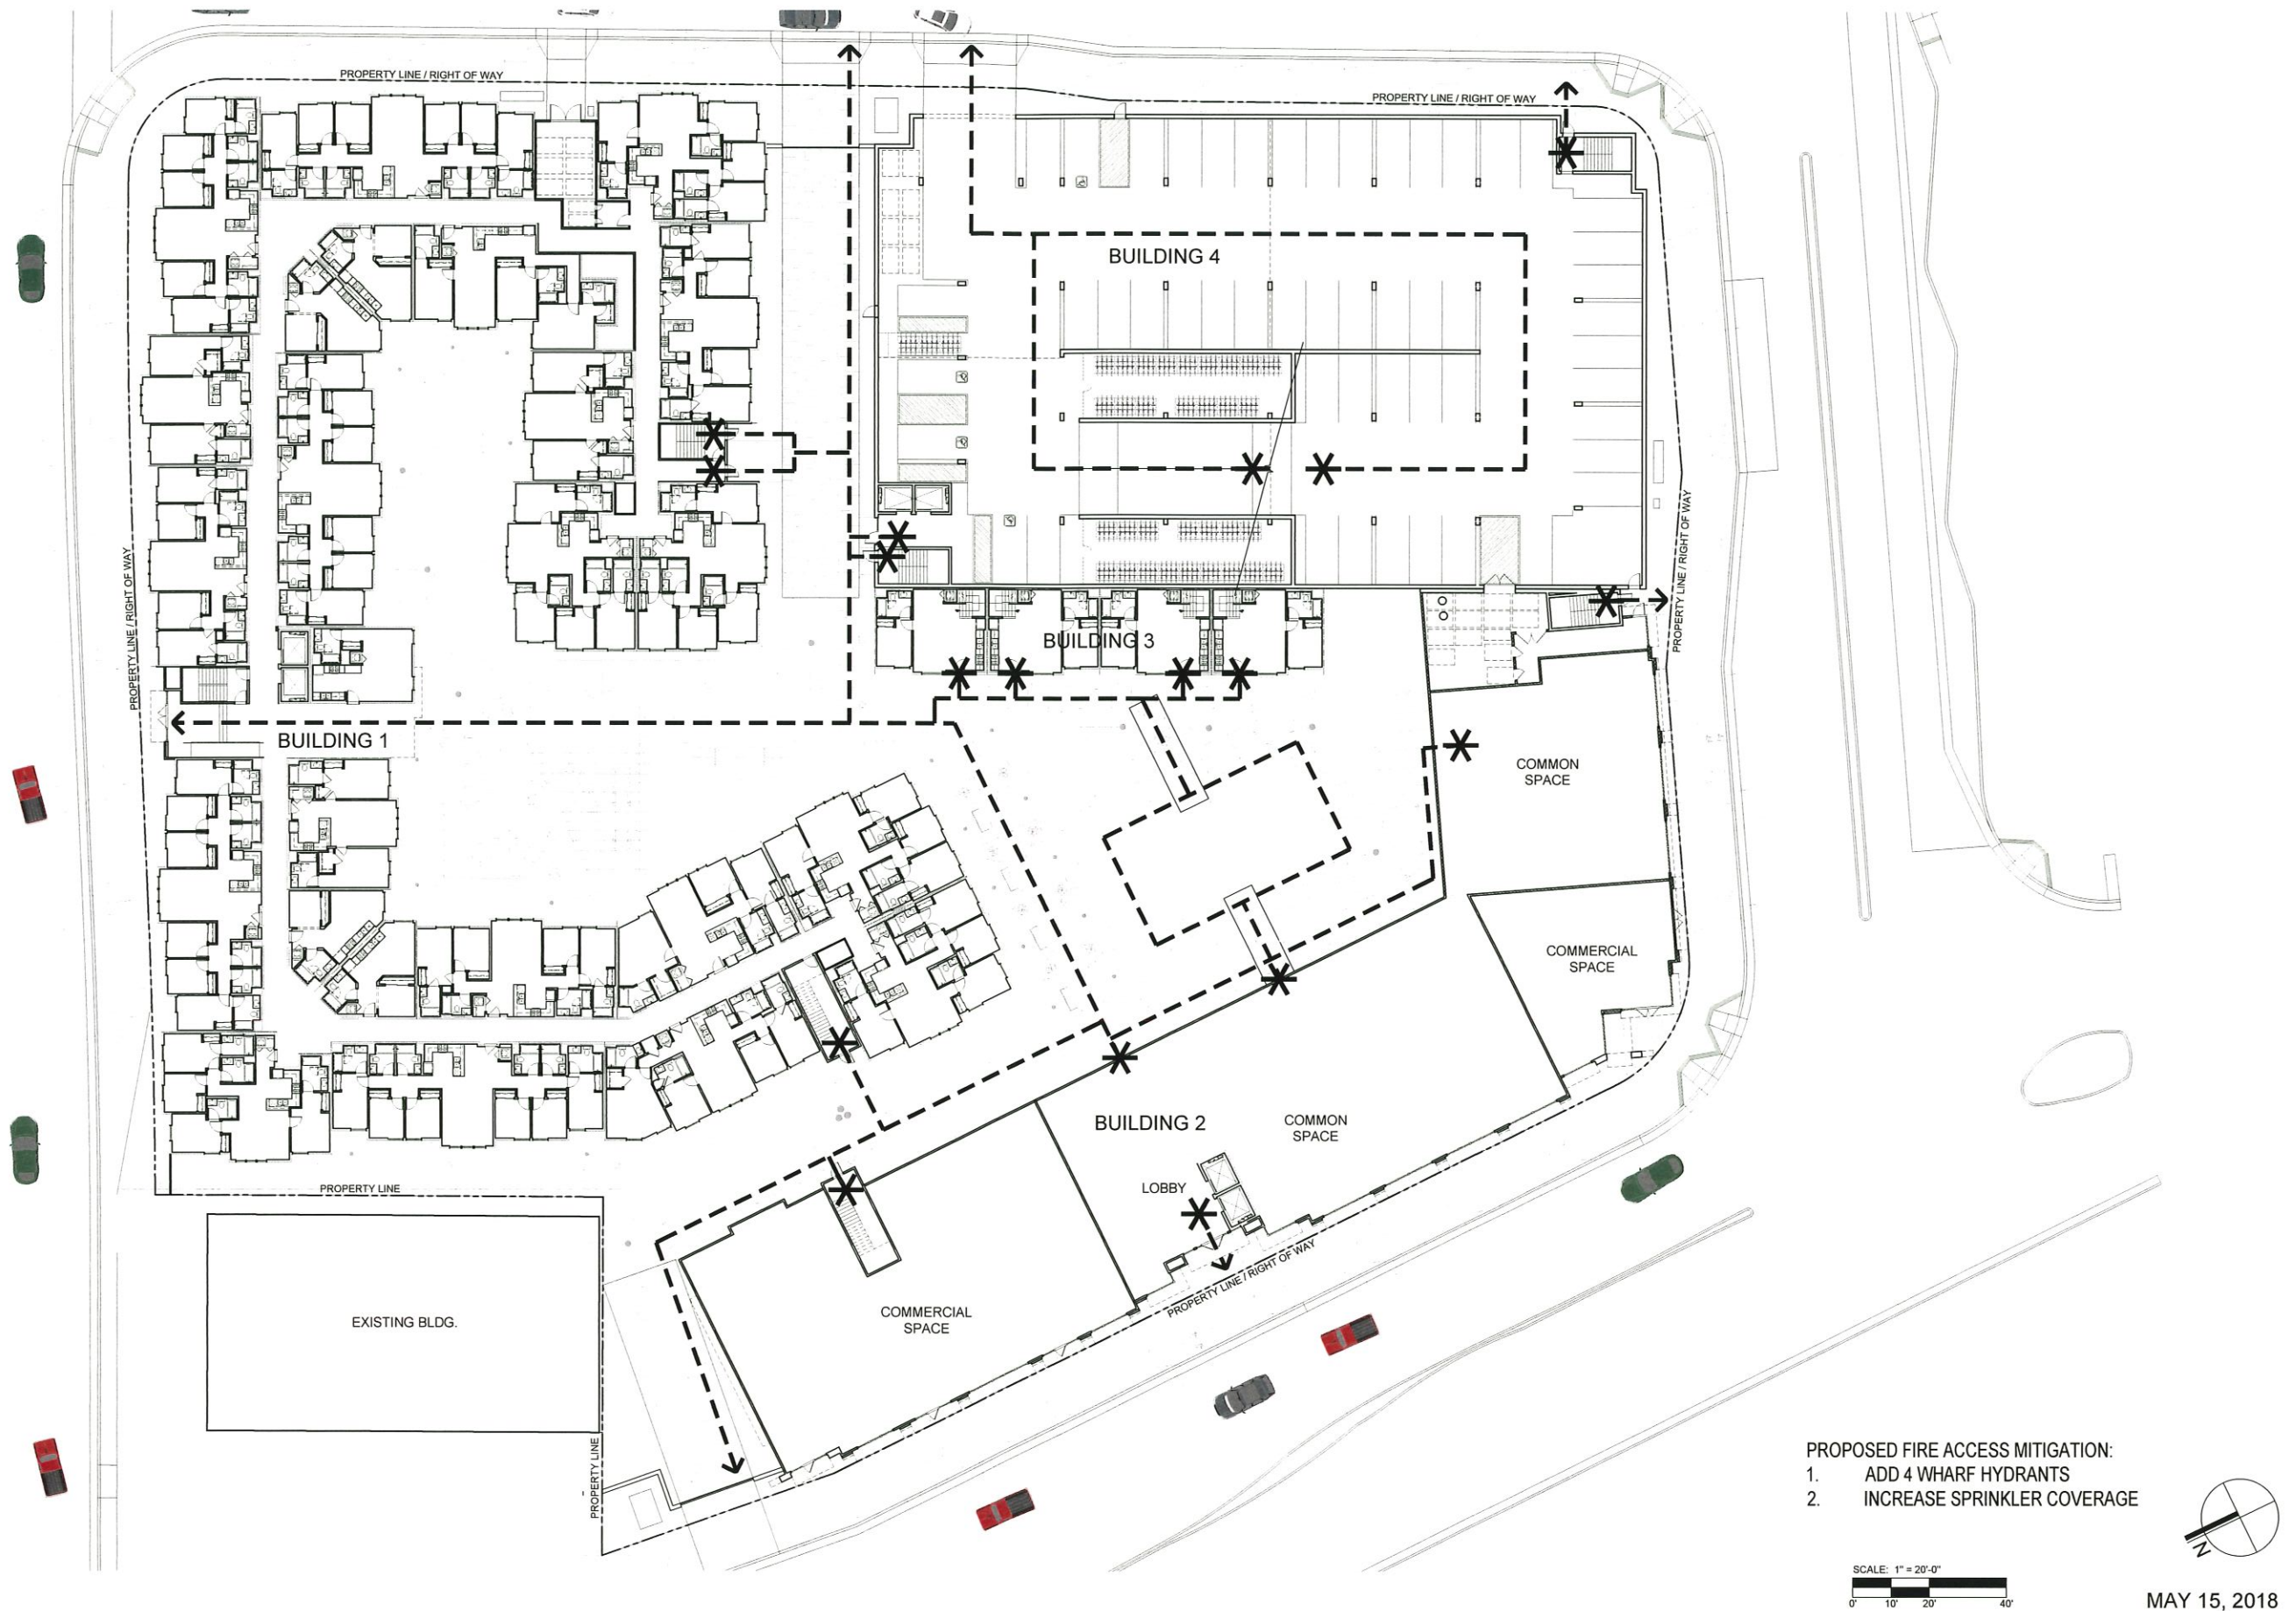 PROPERTY LINE / RIGHT OF WAY
PROPERTY LINE / RIGHT OF WAY
BUILDING 4
PROPERTY LINE / RIGHT OF WAY
PROPERTY LINE / RIGHT OF WAY
BUILDING 3
BUILDING 1
COMMON
SPACE
COMMERCIAL
SPACE
BUILDING 2
COMMON
SPACE
LOBBY
PROPERTY LINE
PROPERTY LINE / RIGHT OF WAY
EXISTING BLDG.
COMMERCIAL
SPACE
PROPERTY LINE
PROPOSED FIRE ACCESS MITIGATION:
1. ADD 4 WHARF HYDRANTS
2. INCREASE SPRINKLER COVERAGE
N
SCALE: 1" = 20'-0"
0' 10' 20' 40'
MAY 15, 2018